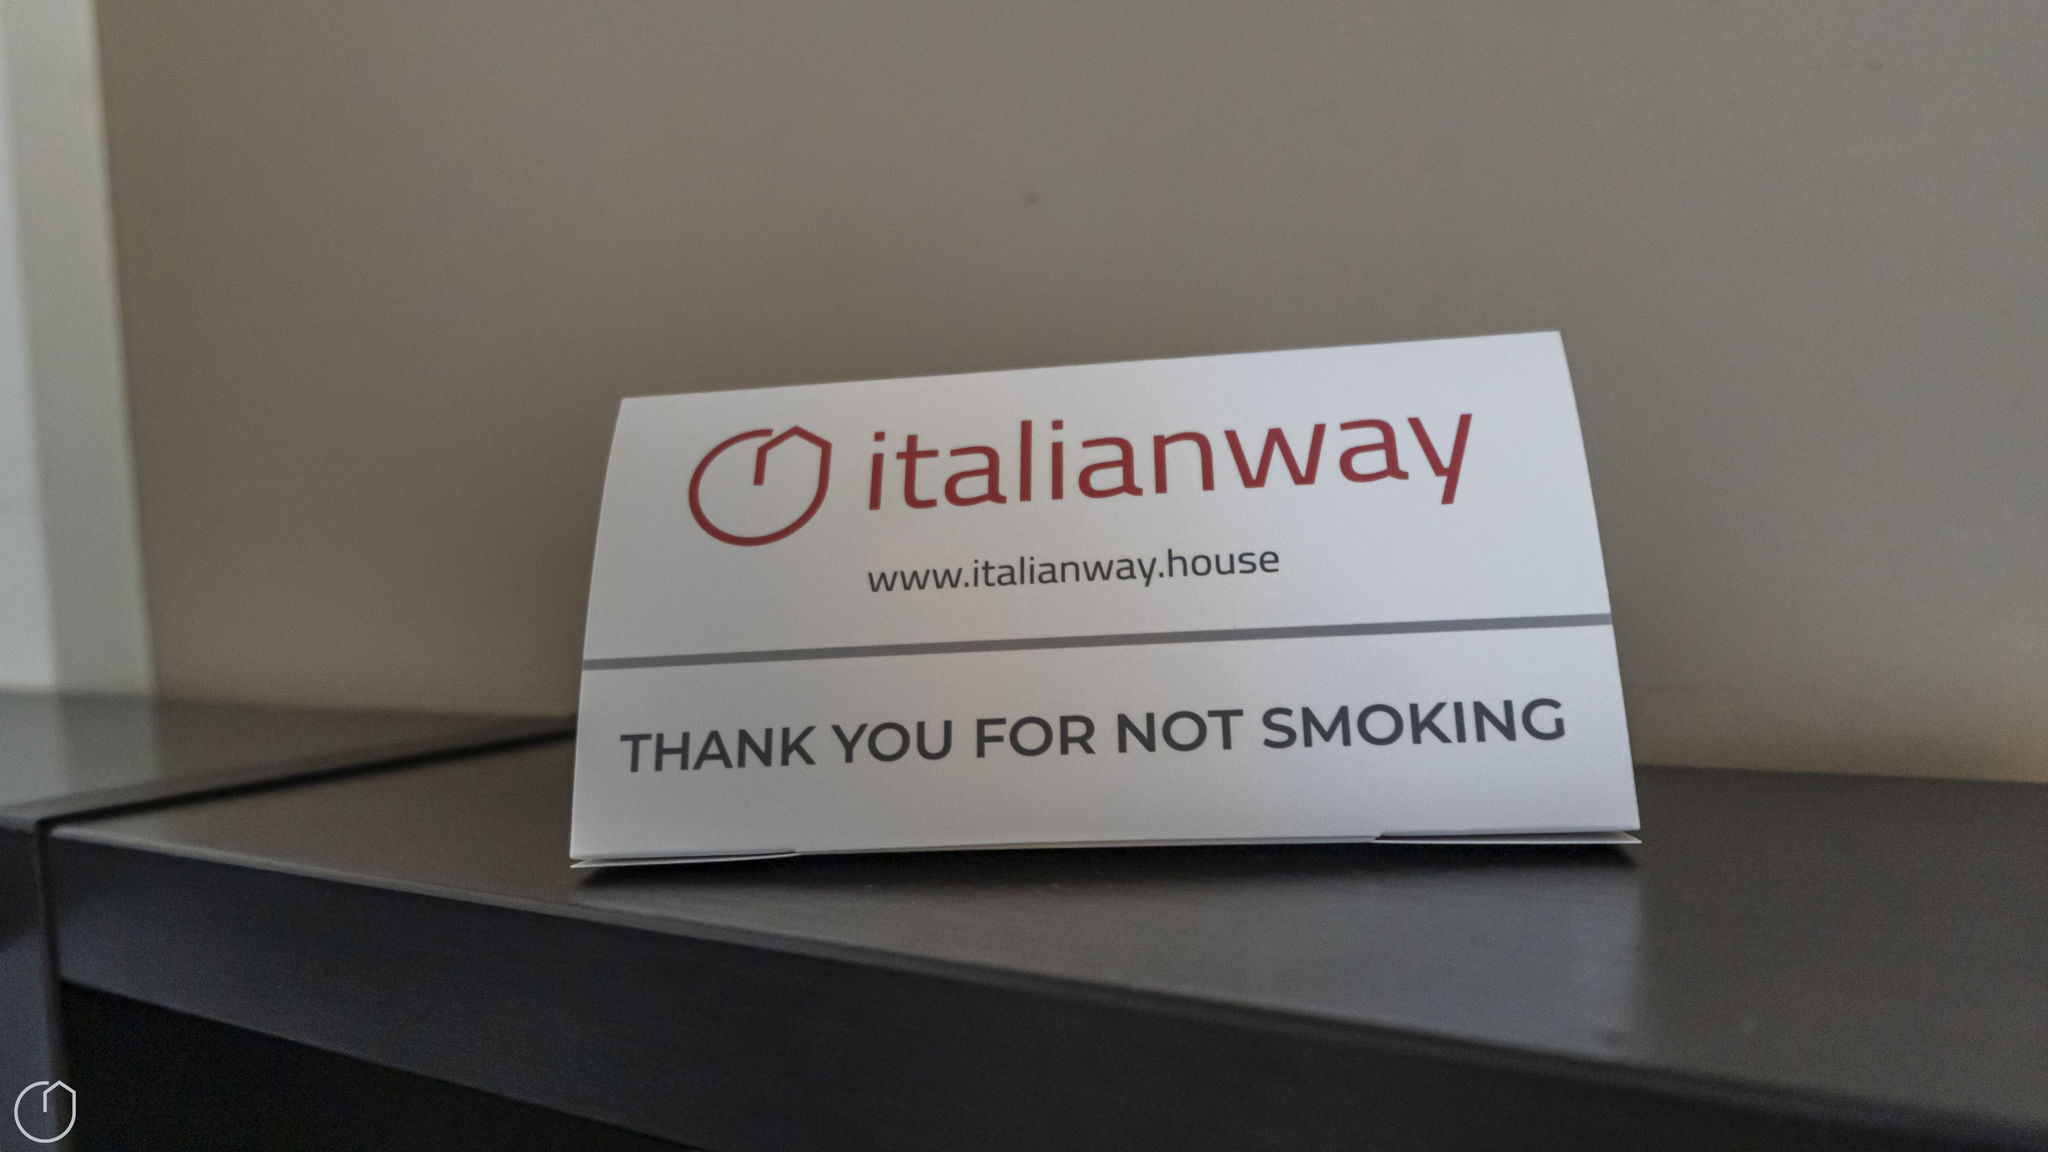 italianway
www.italianway.house
THANK YOU FOR NOT SMOKING